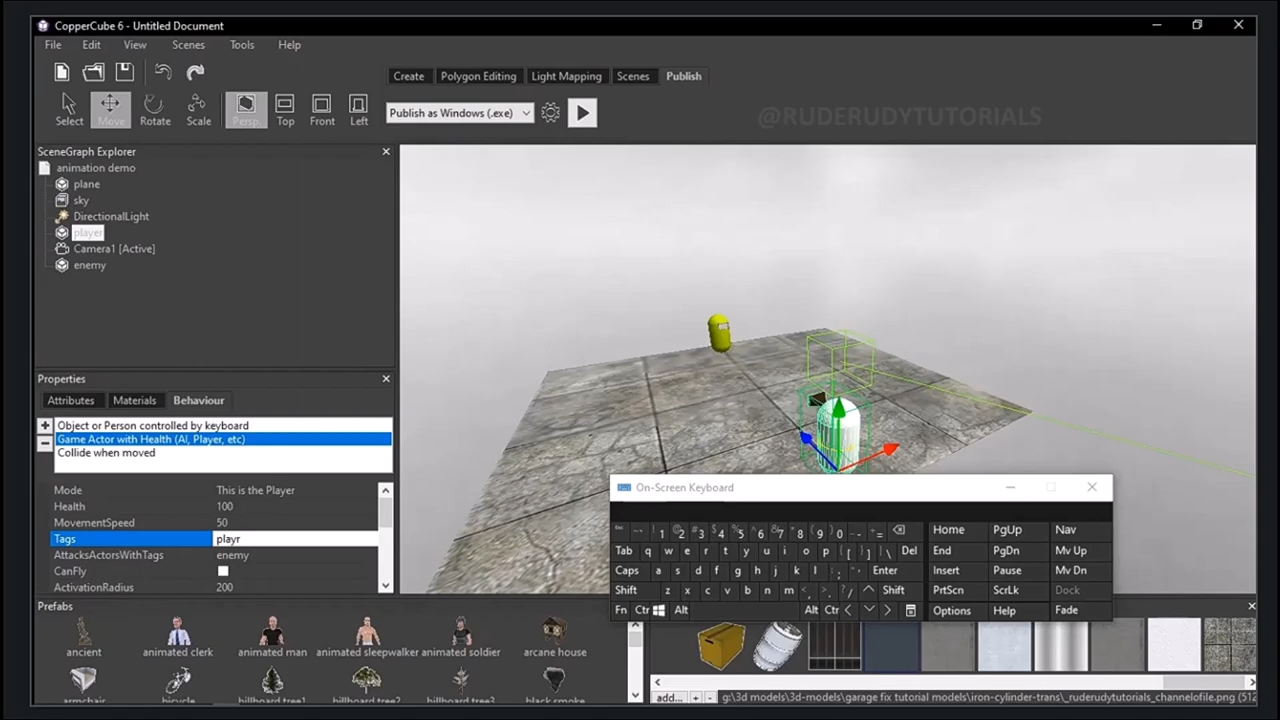 CopperCube 6 - Untitled Document
File Edit View Scenes Tools Help
Create Polygon Editing Light Mapping Scenes Publish
Select Move Rotate Scale Persp. Top Front Left
Publish as Windows (.exe)
@RUDERUDYTUTORIALS
SceneGraph Explorer
animation demo
plane
sky
DirectionalLight
player
Camera1 [Active]
enemy
Properties
Attributes Materials Behaviour
Object or Person controlled by keyboard
Game Actor with Health (AI, Player, etc)
Collide when moved
Mode This is the Player
Health 100
MovementSpeed 50
Tags playr
AttacksActorsWithTags enemy
CanFly
ActivationRadius 200
On-Screen Keyboard
Esc ~` !1 @2 #3 $4 %5 ^6 &7 *8 (9 )0 _- += Home PgUp Nav
Tab q w e r t y u i o p {[ }] |\ Del End PgDn Mv Up
Caps a s d f g h j k l :; "' Enter Insert Pause Mv Dn
Shift z x c v b n m <, >. ?/ Shift PrtScn ScrLk Dock
Fn Ctr Alt Alt Ctr Options Help Fade
Prefabs
ancient animated clerk animated man animated sleepwalker animated soldier arcane house
armchair bicycle billboard tree1 billboard tree2 billboard tree3 black smoke
add... + - g:\3d models\3d-models\garage fix tutorial models\iron-cylinder-trans\_ruderudytutorials_channelofile.png (512